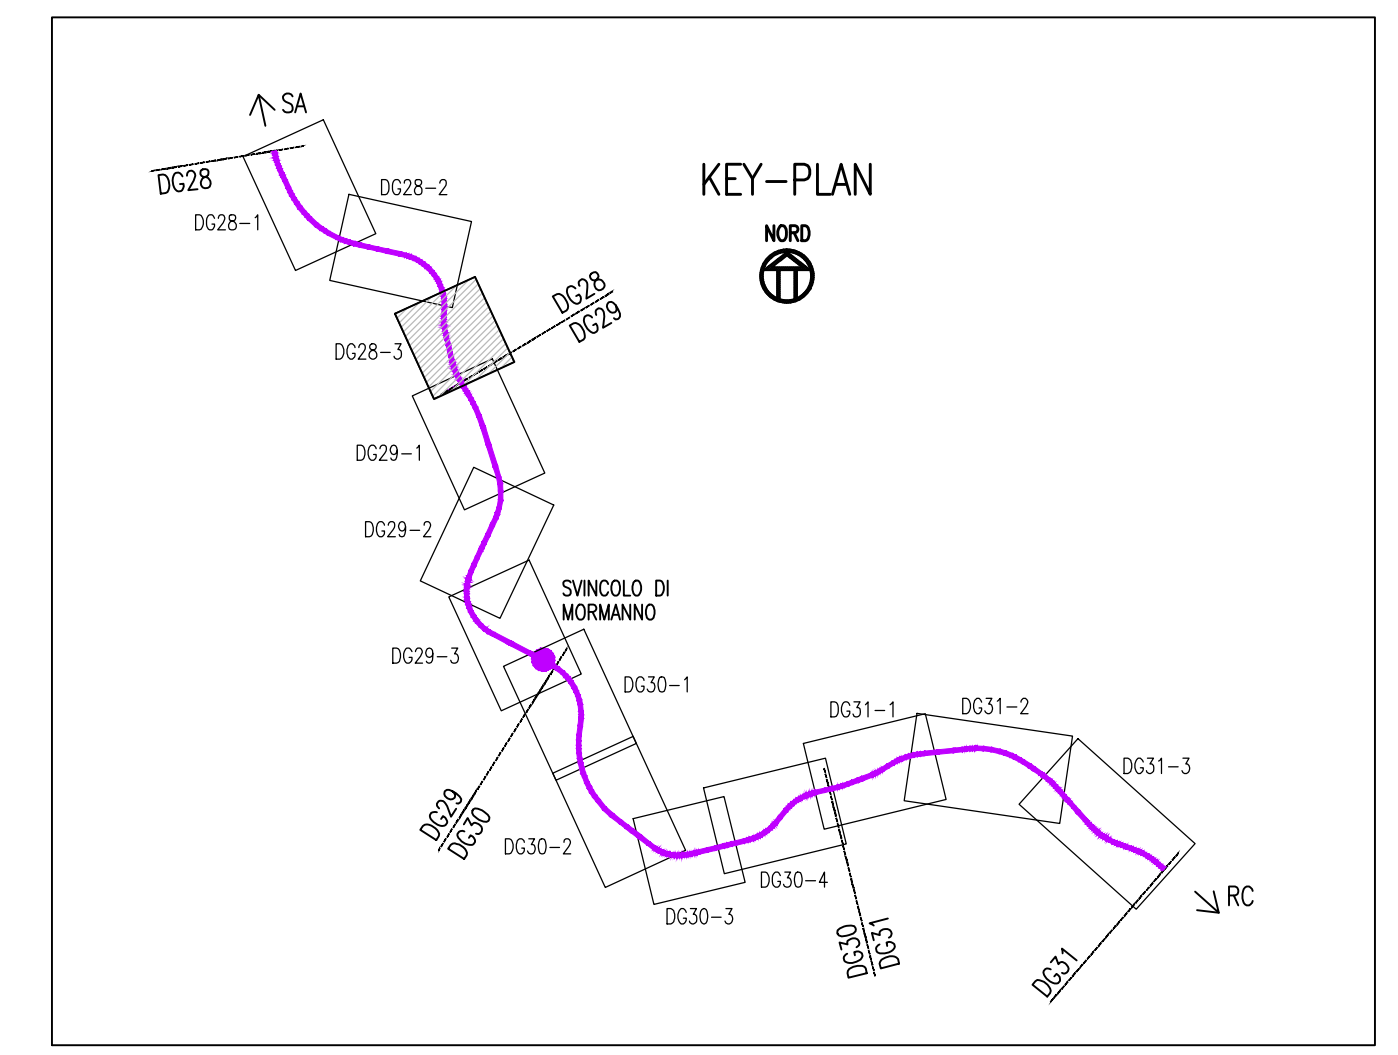 SA
DG28
DG28-1
DG28-2
KEY-PLAN
NORD
DG28
DG29
DG28-3
DG29-1
DG29-2
SVINCOLO DI
MORMANNO
DG29-3
DG30-1
DG29
DG30
DG30-2
DG30-3
DG30-4
DG31-1
DG31-2
DG31-3
DG30
DG31
DG31
RC